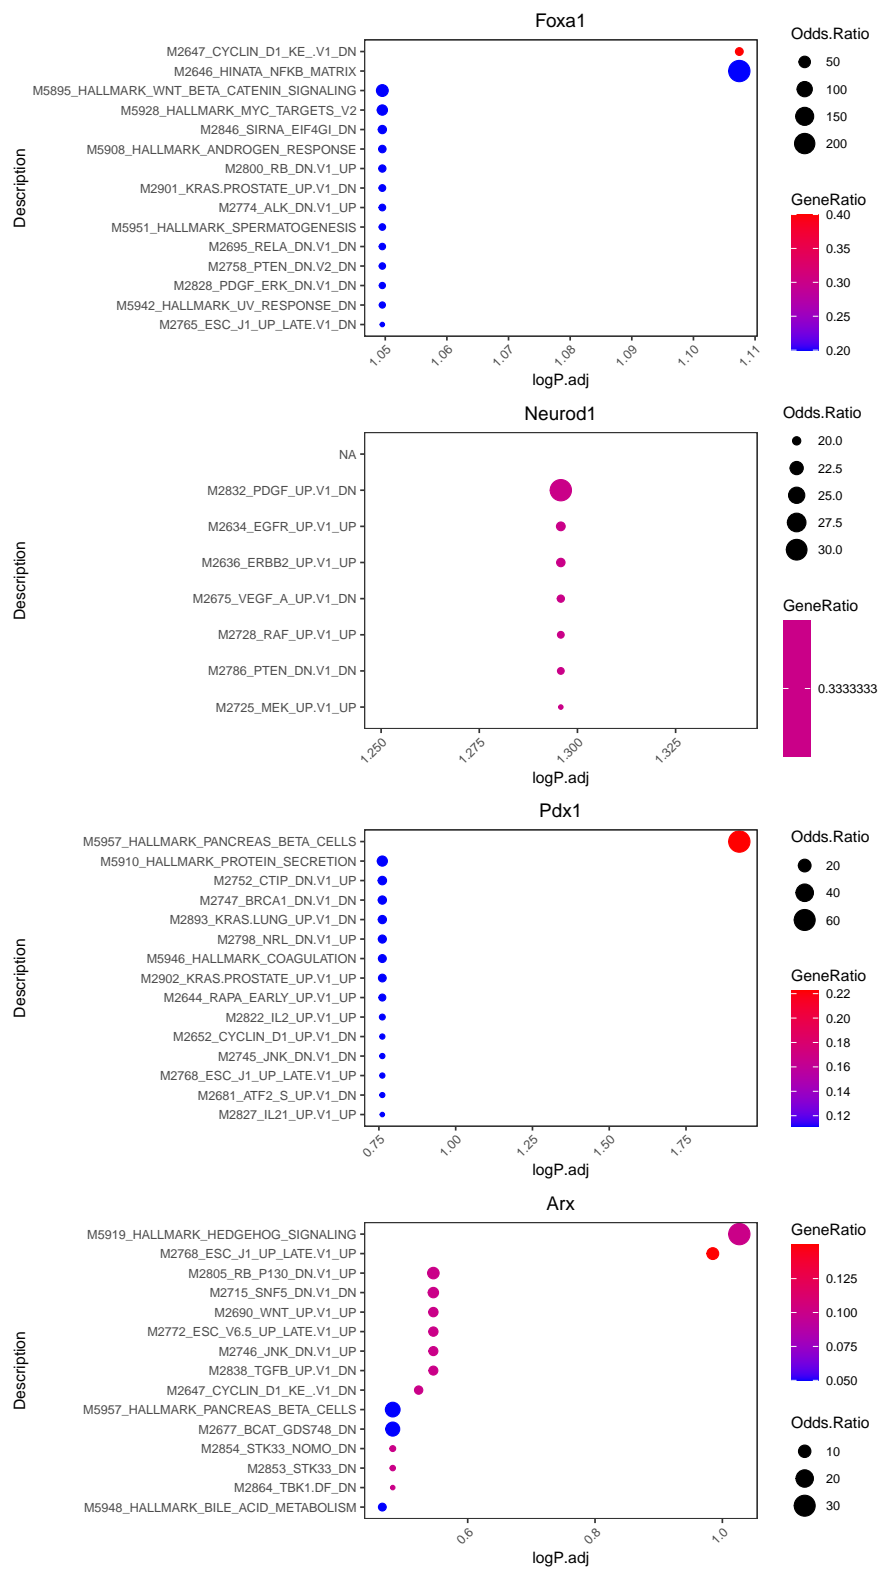 Foxa1
Description
M2647_CYCLIN_D1_KE_.V1_DN
M2646_HINATA_NFKB_MATRIX
M5895_HALLMARK_WNT_BETA_CATENIN_SIGNALING
M5928_HALLMARK_MYC_TARGETS_V2
M2846_SIRNA_EIF4GI_DN
M5908_HALLMARK_ANDROGEN_RESPONSE
M2800_RB_DN.V1_UP
M2901_KRAS.PROSTATE_UP.V1_DN
M2774_ALK_DN.V1_UP
M5951_HALLMARK_SPERMATOGENESIS
M2695_RELA_DN.V1_DN
M2758_PTEN_DN.V2_DN
M2828_PDGF_ERK_DN.V1_DN
M5942_HALLMARK_UV_RESPONSE_DN
M2765_ESC_J1_UP_LATE.V1_DN
1.05 1.06 1.07 1.08 1.09 1.10 1.11
logP.adj
Odds.Ratio
50
100
150
200
GeneRatio
0.40
0.35
0.30
0.25
0.20
Neurod1
Description
NA
M2832_PDGF_UP.V1_DN
M2634_EGFR_UP.V1_UP
M2636_ERBB2_UP.V1_UP
M2675_VEGF_A_UP.V1_DN
M2728_RAF_UP.V1_UP
M2786_PTEN_DN.V1_DN
M2725_MEK_UP.V1_UP
1.250 1.275 1.300 1.325
logP.adj
Odds.Ratio
20.0
22.5
25.0
27.5
30.0
GeneRatio
0.3333333
Pdx1
Description
M5957_HALLMARK_PANCREAS_BETA_CELLS
M5910_HALLMARK_PROTEIN_SECRETION
M2752_CTIP_DN.V1_UP
M2747_BRCA1_DN.V1_DN
M2893_KRAS.LUNG_UP.V1_DN
M2798_NRL_DN.V1_UP
M5946_HALLMARK_COAGULATION
M2902_KRAS.PROSTATE_UP.V1_UP
M2644_RAPA_EARLY_UP.V1_UP
M2822_IL2_UP.V1_UP
M2652_CYCLIN_D1_UP.V1_DN
M2745_JNK_DN.V1_DN
M2768_ESC_J1_UP_LATE.V1_UP
M2681_ATF2_S_UP.V1_DN
M2827_IL21_UP.V1_UP
0.75 1.00 1.25 1.50 1.75
logP.adj
Odds.Ratio
20
40
60
GeneRatio
0.22
0.20
0.18
0.16
0.14
0.12
Arx
Description
M5919_HALLMARK_HEDGEHOG_SIGNALING
M2768_ESC_J1_UP_LATE.V1_UP
M2805_RB_P130_DN.V1_UP
M2715_SNF5_DN.V1_DN
M2690_WNT_UP.V1_UP
M2772_ESC_V6.5_UP_LATE.V1_UP
M2746_JNK_DN.V1_UP
M2838_TGFB_UP.V1_DN
M2647_CYCLIN_D1_KE_.V1_DN
M5957_HALLMARK_PANCREAS_BETA_CELLS
M2677_BCAT_GDS748_DN
M2854_STK33_NOMO_DN
M2853_STK33_DN
M2864_TBK1.DF_DN
M5948_HALLMARK_BILE_ACID_METABOLISM
0.6 0.8 1.0
logP.adj
GeneRatio
0.125
0.100
0.075
0.050
Odds.Ratio
10
20
30